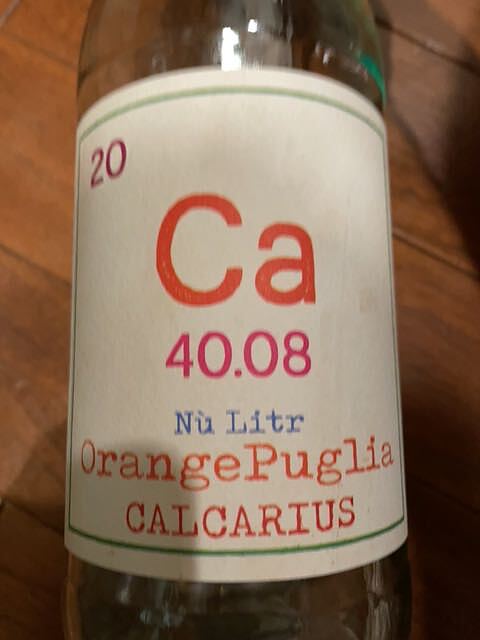 20
Ca
40.08
Nù Litr
OrangePuglia
CALCARIUS